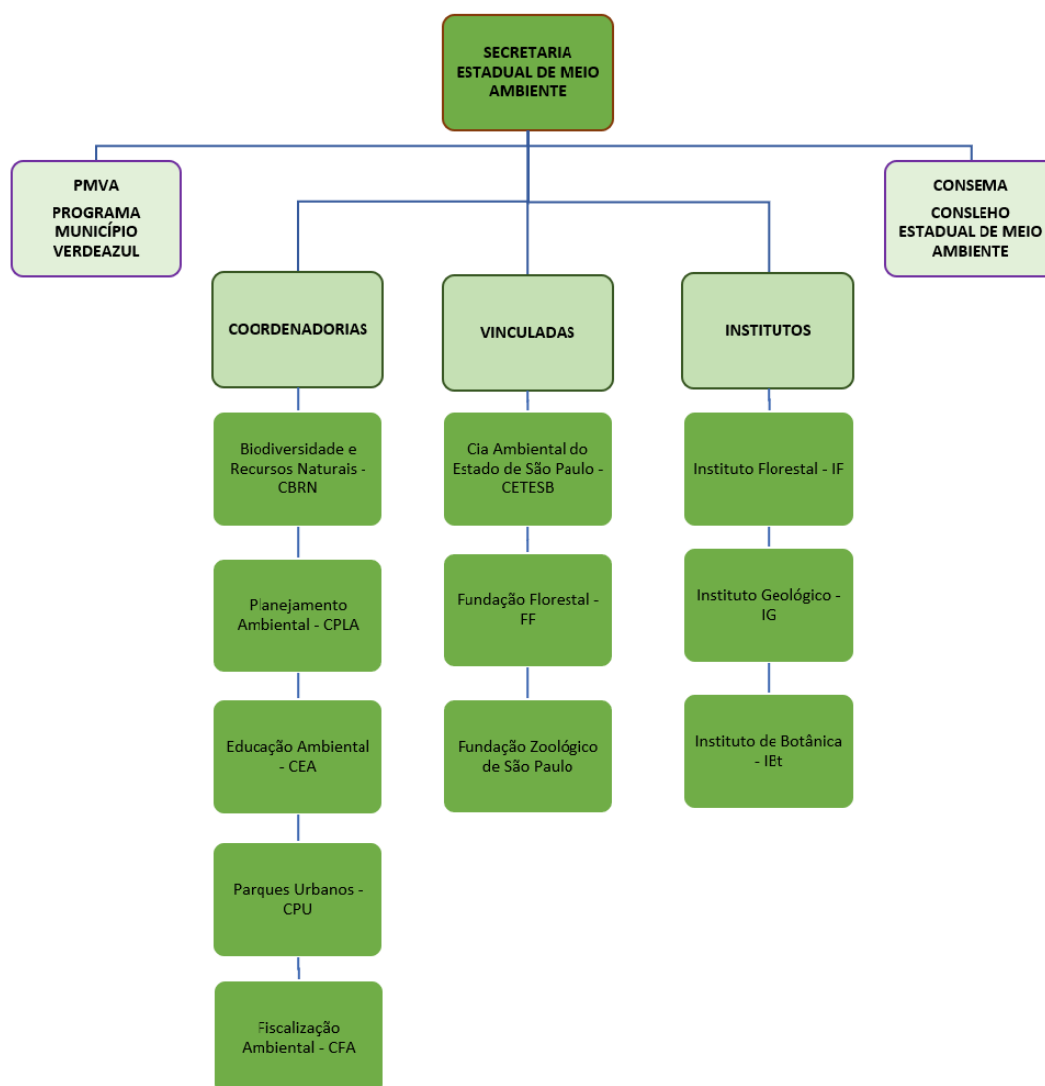 SECRETARIA
ESTADUAL DE MEIO
AMBIENTE
PMVA
PROGRAMA
MUNICÍPIO
VERDEAZUL
CONSEMA
CONSLEHO
ESTADUAL DE MEIO
AMBIENTE
COORDENADORIAS
VINCULADAS
INSTITUTOS
Biodiversidade e
Recursos Naturais -
CBRN
Cia Ambiental do
Estado de São Paulo -
CETESB
Instituto Florestal - IF
Planejamento
Ambiental - CPLA
Fundação Florestal -
FF
Instituto Geológico -
IG
Educação Ambiental
- CEA
Fundação Zoológico
de São Paulo
Instituto de Botânica
- IBt
Parques Urbanos -
CPU
Fiscalização
Ambiental - CFA